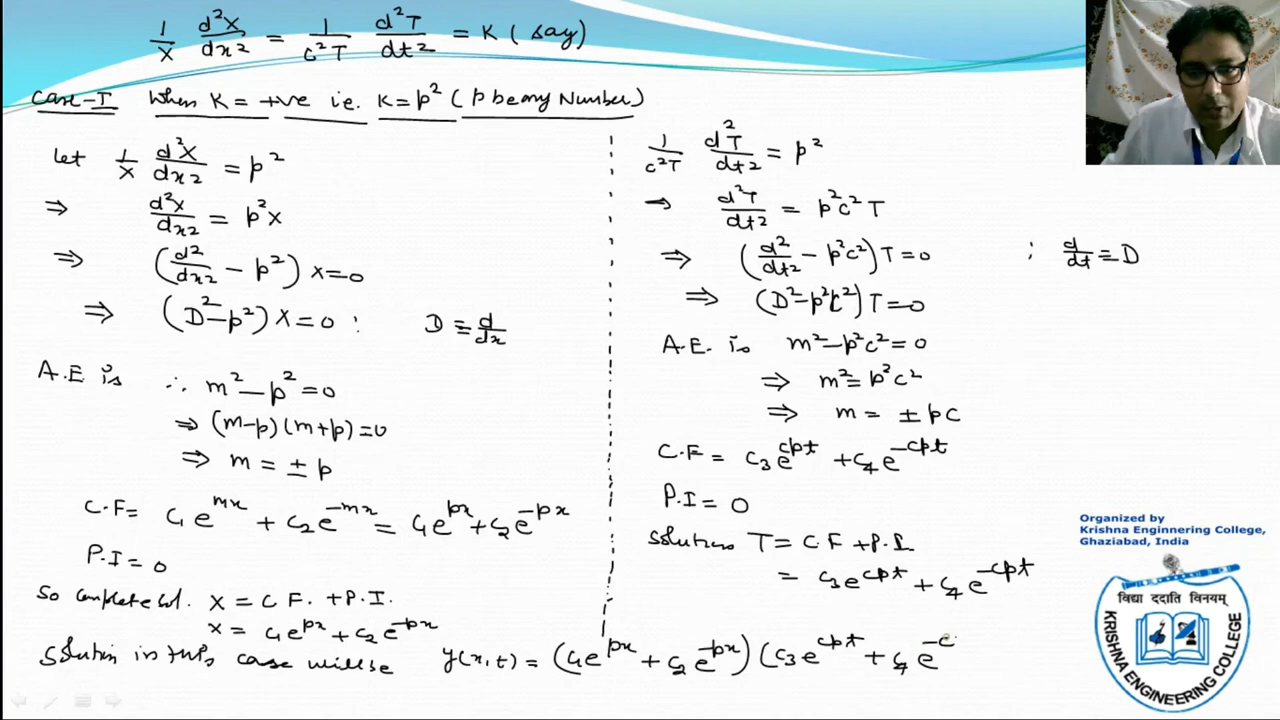 1/X d²X/dx² = 1/c²T d²T/dt² = K (say)
Case-I When K = +ve i.e. K = p² (p be any Number)
let 1/X d²X/dx² = p²
⇒ d²X/dx² = p²X
⇒ (d²/dx² − p²) X = 0
⇒ (D² − p²) X = 0 : D ≡ d/dx
A.E is ∴ m² − p² = 0
⇒ (m−p)(m+p) = 0
⇒ m = ± p
C.F = c₁e^{mx} + c₂e^{−mx} = c₁e^{px} + c₂e^{−px}
P.I = 0
So complete sol. X = C F. + P.I.
X = c₁e^{px} + c₂e^{−px}
1/c²T d²T/dt² = p²
⇒ d²T/dt² = p²c²T
⇒ (d²/dt² − p²c²) T = 0 ; d/dt ≡ D
⇒ (D² − p²c²) T = 0
A.E. is m² − p²c² = 0
⇒ m² = p²c²
⇒ m = ± pc
C.F = c₃e^{cpt} + c₄e^{−cpt}
P.I = 0
Solution T = C.F + P.I.
= c₃e^{cpt} + c₄e^{−cpt}
Solution in this case will be y(x,t) = (c₁e^{px} + c₂e^{−px}) (c₃e^{cpt} + c₄e^{−c
Organized by
Krishna Enginnering College,
Ghaziabad, India
विद्या ददाति विनयम्
KRISHNA ENGINEERING COLLEGE